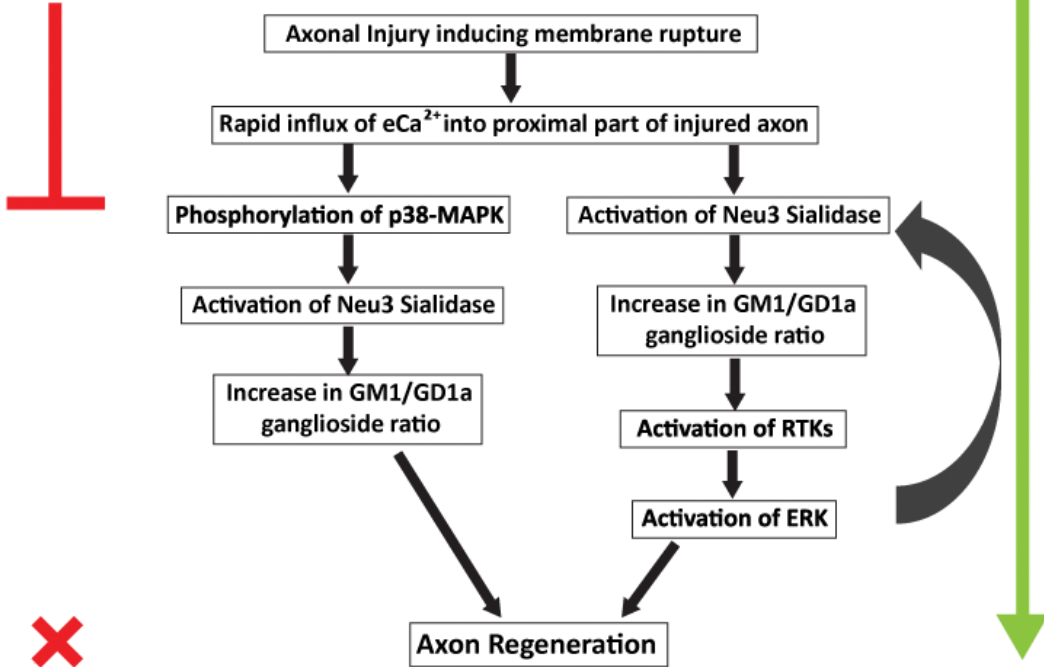 Axonal Injury inducing membrane rupture
Rapid influx of eCa²⁺ into proximal part of injured axon
Phosphorylation of p38-MAPK
Activation of Neu3 Sialidase
Activation of Neu3 Sialidase
Increase in GM1/GD1a
ganglioside ratio
Increase in GM1/GD1a
ganglioside ratio
Activation of RTKs
Activation of ERK
Axon Regeneration